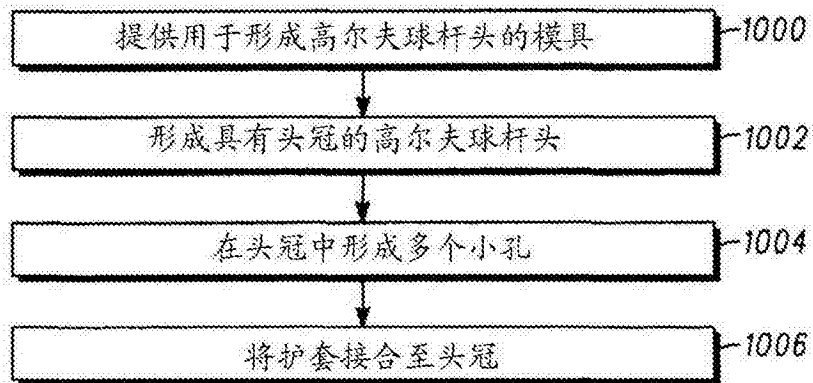 提供用于形成高尔夫球杆头的模具 1000
形成具有头冠的高尔夫球杆头 1002
在头冠中形成多个小孔 1004
将护套接合至头冠 1006